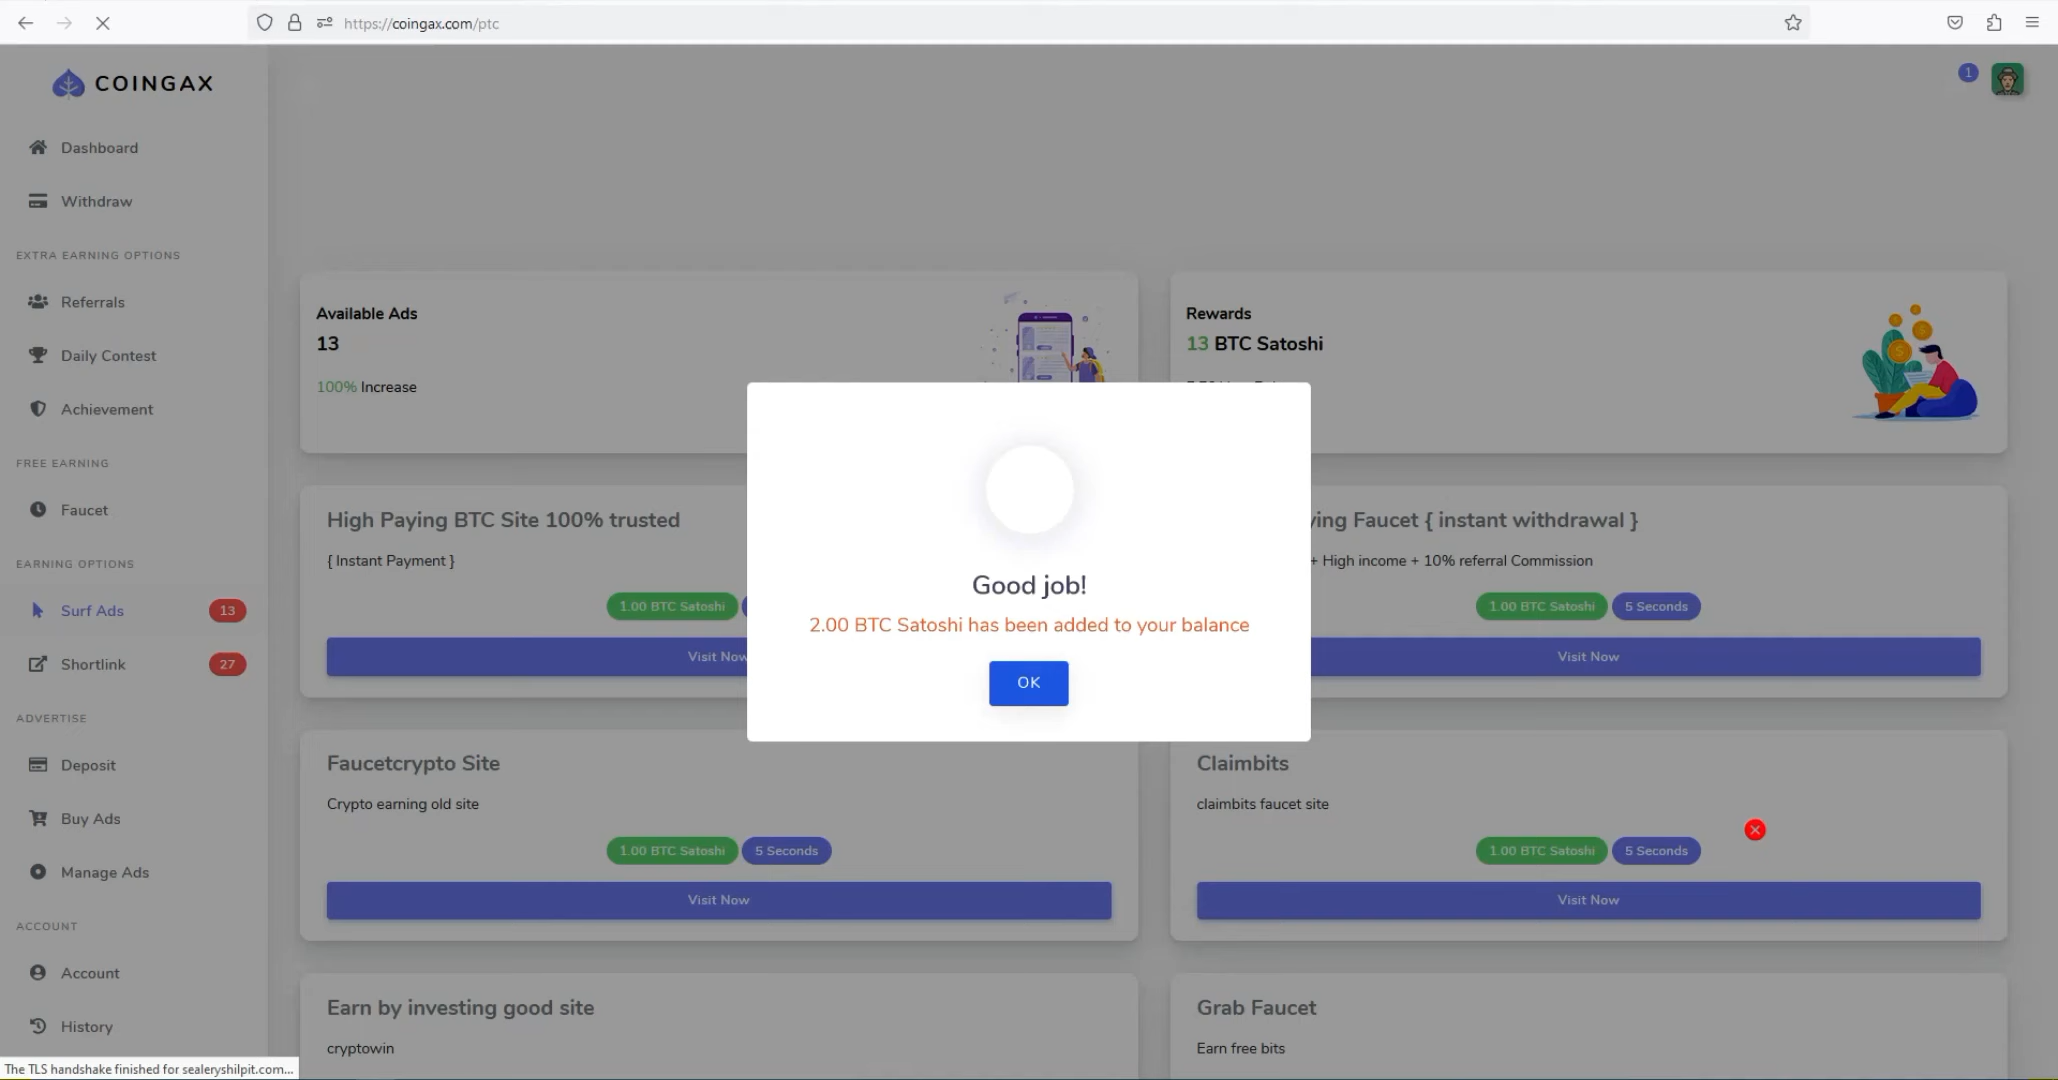 https://coingax.com/ptc
COINGAX
1
Dashboard
Withdraw
EXTRA EARNING OPTIONS
Referrals
Daily Contest
Achievement
FREE EARNING
Faucet
EARNING OPTIONS
Surf Ads 13
Shortlink 27
ADVERTISE
Deposit
Buy Ads
Manage Ads
ACCOUNT
Account
History
Available Ads
13
100% Increase
Rewards
13 BTC Satoshi
High Paying BTC Site 100% trusted
{ Instant Payment }
1.00 BTC Satoshi
Visit Now
Faucet { instant withdrawal }
+ High income + 10% referral Commission
1.00 BTC Satoshi 5 Seconds
Visit Now
Good job!
2.00 BTC Satoshi has been added to your balance
OK
Faucetcrypto Site
Crypto earning old site
1.00 BTC Satoshi 5 Seconds
Visit Now
Claimbits
claimbits faucet site
1.00 BTC Satoshi 5 Seconds
Visit Now
Earn by investing good site
cryptowin
Grab Faucet
Earn free bits
The TLS handshake finished for sealeryshilpit.com...